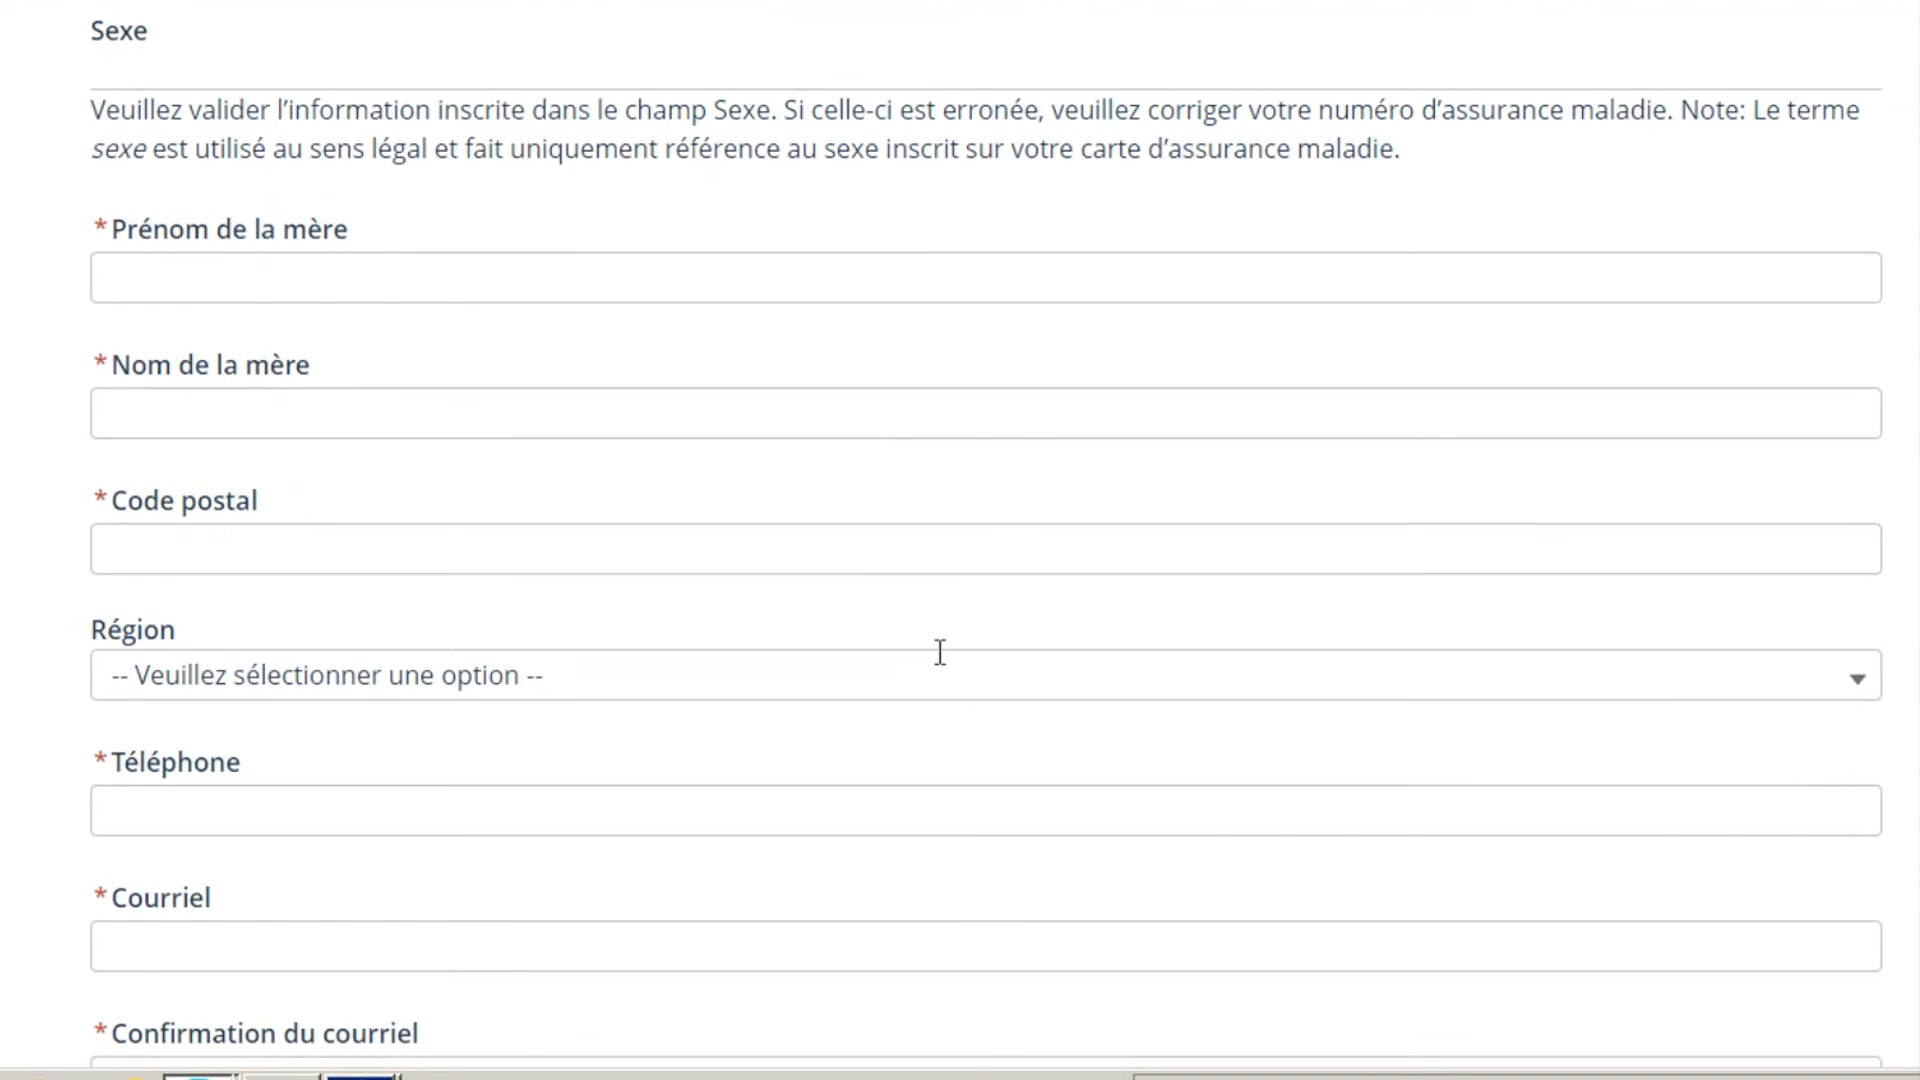 Sexe
Veuillez valider l’information inscrite dans le champ Sexe. Si celle-ci est erronée, veuillez corriger votre numéro d’assurance maladie. Note: Le terme
sexe est utilisé au sens légal et fait uniquement référence au sexe inscrit sur votre carte d’assurance maladie.
*Prénom de la mère
*Nom de la mère
*Code postal
Région
-- Veuillez sélectionner une option --
*Téléphone
*Courriel
*Confirmation du courriel